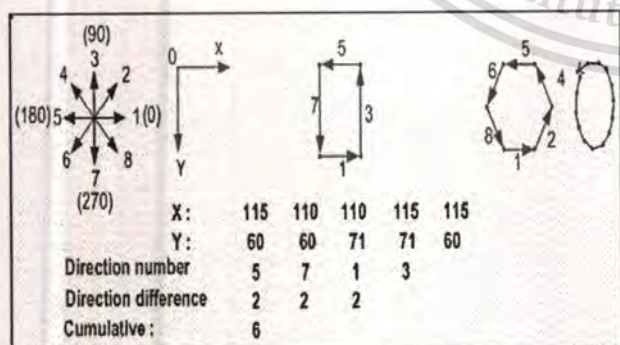 (90)
3
4 2
(180) 5 1 (0)
6 8
7
(270)
0 X
Y
5
7 3
1
5
6 4
8 2
1
X: 115 110 110 115 115
Y: 60 60 71 71 60
Direction number 5 7 1 3
Direction difference 2 2 2
Cumulative : 6